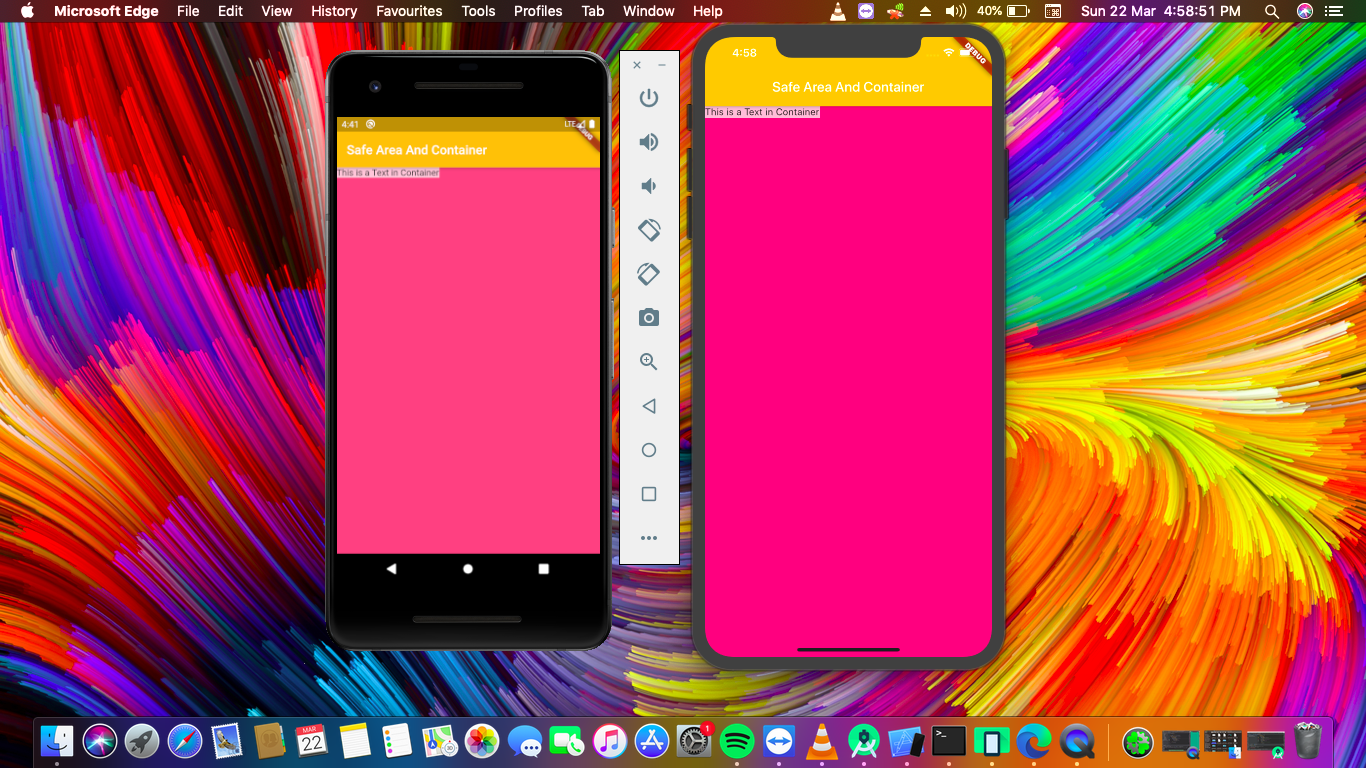 Microsoft Edge File Edit View History Favourites Tools Profiles Tab Window Help 40% Sun 22 Mar 4:58:51 PM
4:41 LTE
Safe Area And Container
This is a Text in Container
4:58 DEBUG
Safe Area And Container
This is a Text in Container
MAR
22
1